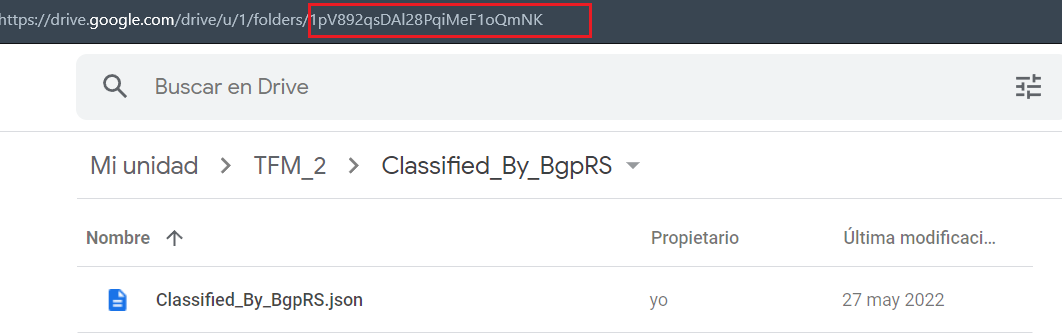 https://drive.google.com/drive/u/1/folders/1pV892qsDAl28PqiMeF1oQmNK
Buscar en Drive
Mi unidad > TFM_2 > Classified_By_BgpRS
Nombre ↑ Propietario Última modificaci...
Classified_By_BgpRS.json yo 27 may 2022